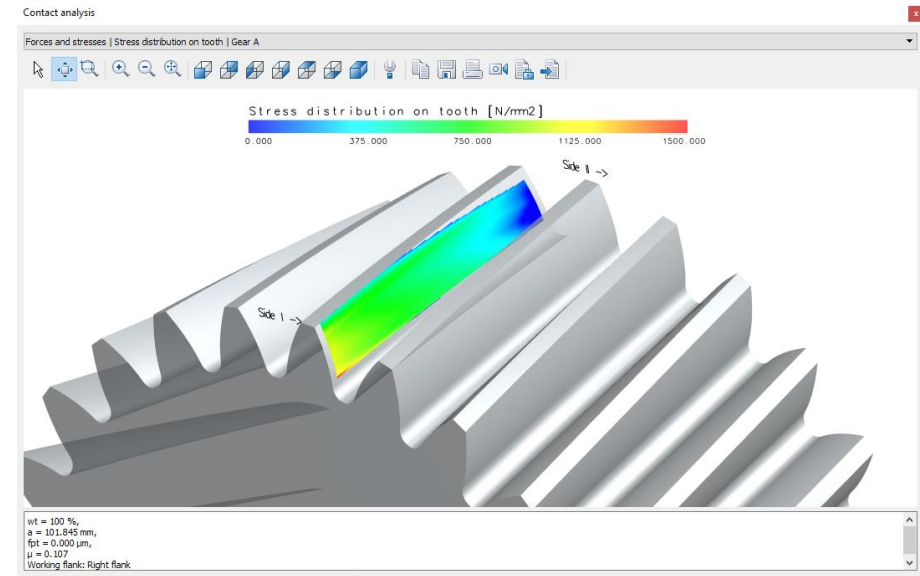 Contact analysis
x
Forces and stresses | Stress distribution on tooth | Gear A
Stress distribution on tooth [N/mm2]
0.000 375.000 750.000 1125.000 1500.000
Side II ->
Side I ->
wt = 100 %,
a = 101.845 mm,
fpt = 0.000 µm,
µ = 0.107
Working flank: Right flank